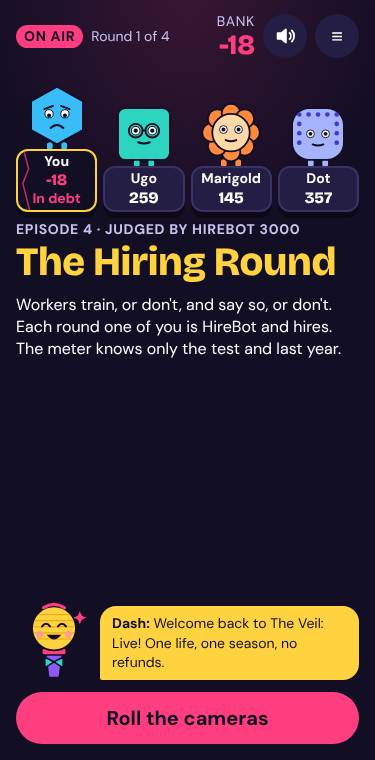 ON AIR Round 1 of 4
BANK
-18
You
-18
In debt
Ugo
259
Marigold
145
Dot
357
EPISODE 4 · JUDGED BY HIREBOT 3000
The Hiring Round
Workers train, or don't, and say so, or don't.
Each round one of you is HireBot and hires.
The meter knows only the test and last year.
Dash: Welcome back to The Veil:
Live! One life, one season, no
refunds.
Roll the cameras